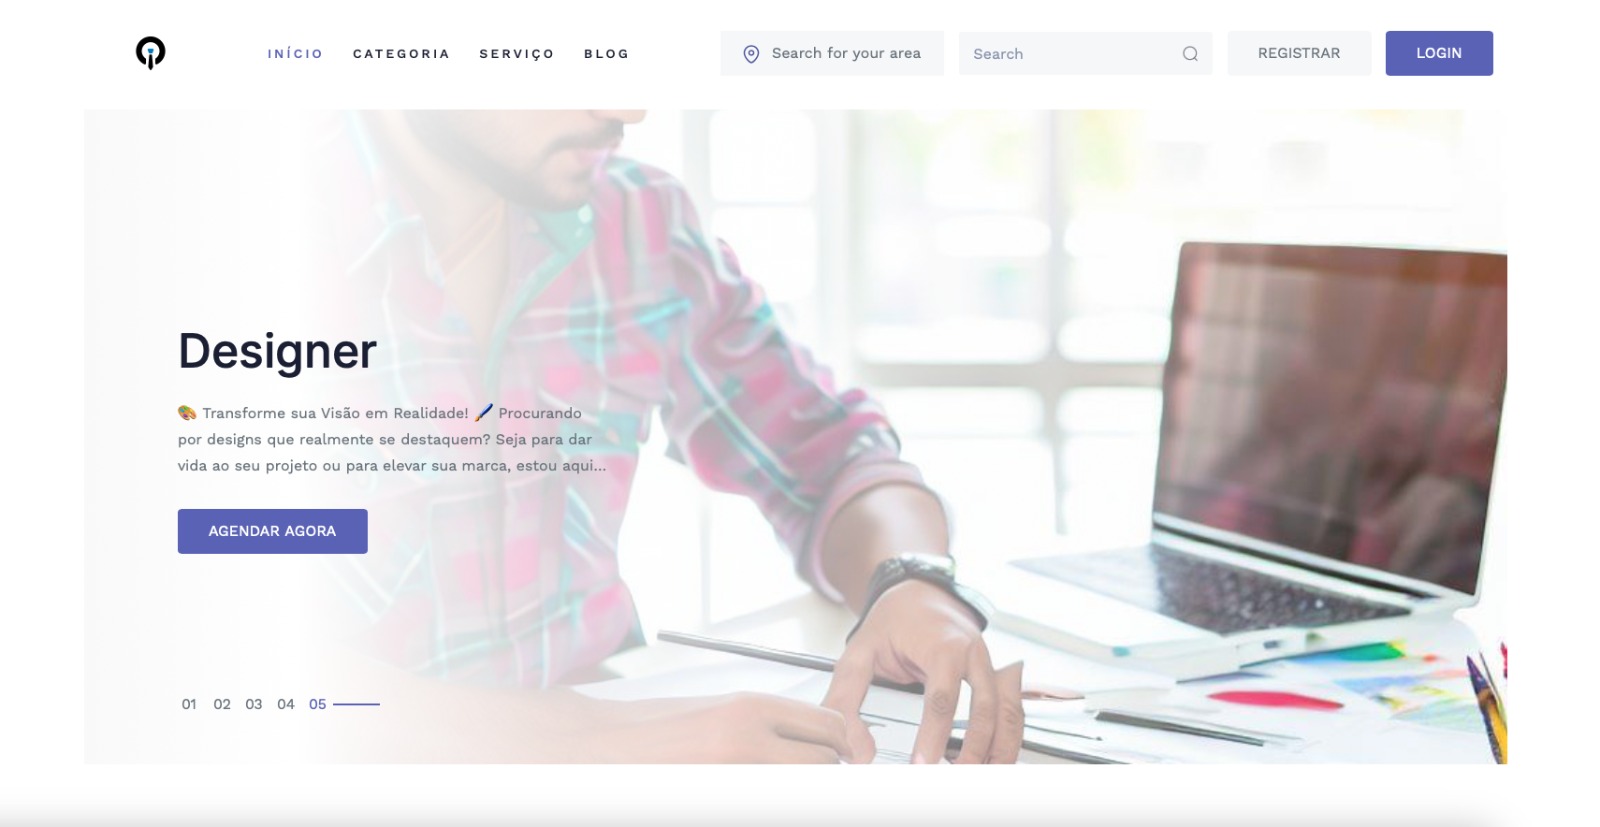 INÍCIO CATEGORIA SERVIÇO BLOG Search for your area Search REGISTRAR LOGIN
Designer
🎨 Transforme sua Visão em Realidade! 🖌️ Procurando
por designs que realmente se destaquem? Seja para dar
vida ao seu projeto ou para elevar sua marca, estou aqui...
AGENDAR AGORA
01 02 03 04 05